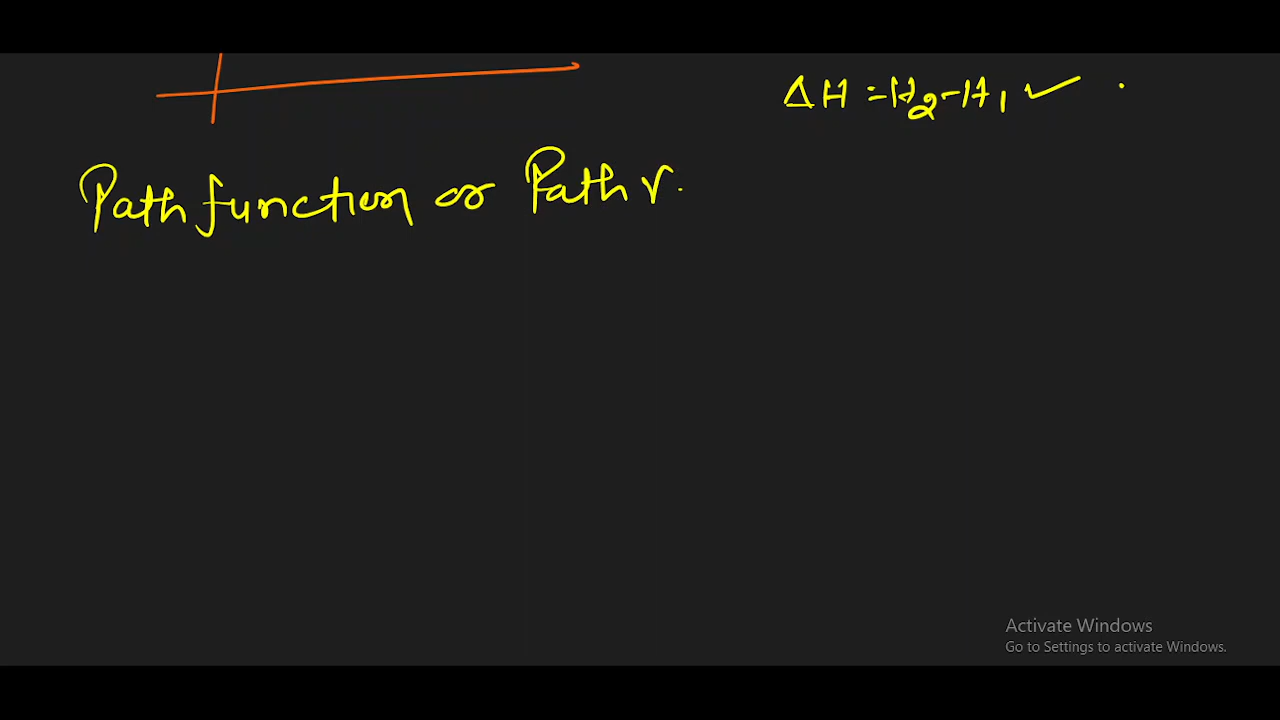 ΔH = H2 - H1 ✓
Path function or Path v.
Activate Windows
Go to Settings to activate Windows.